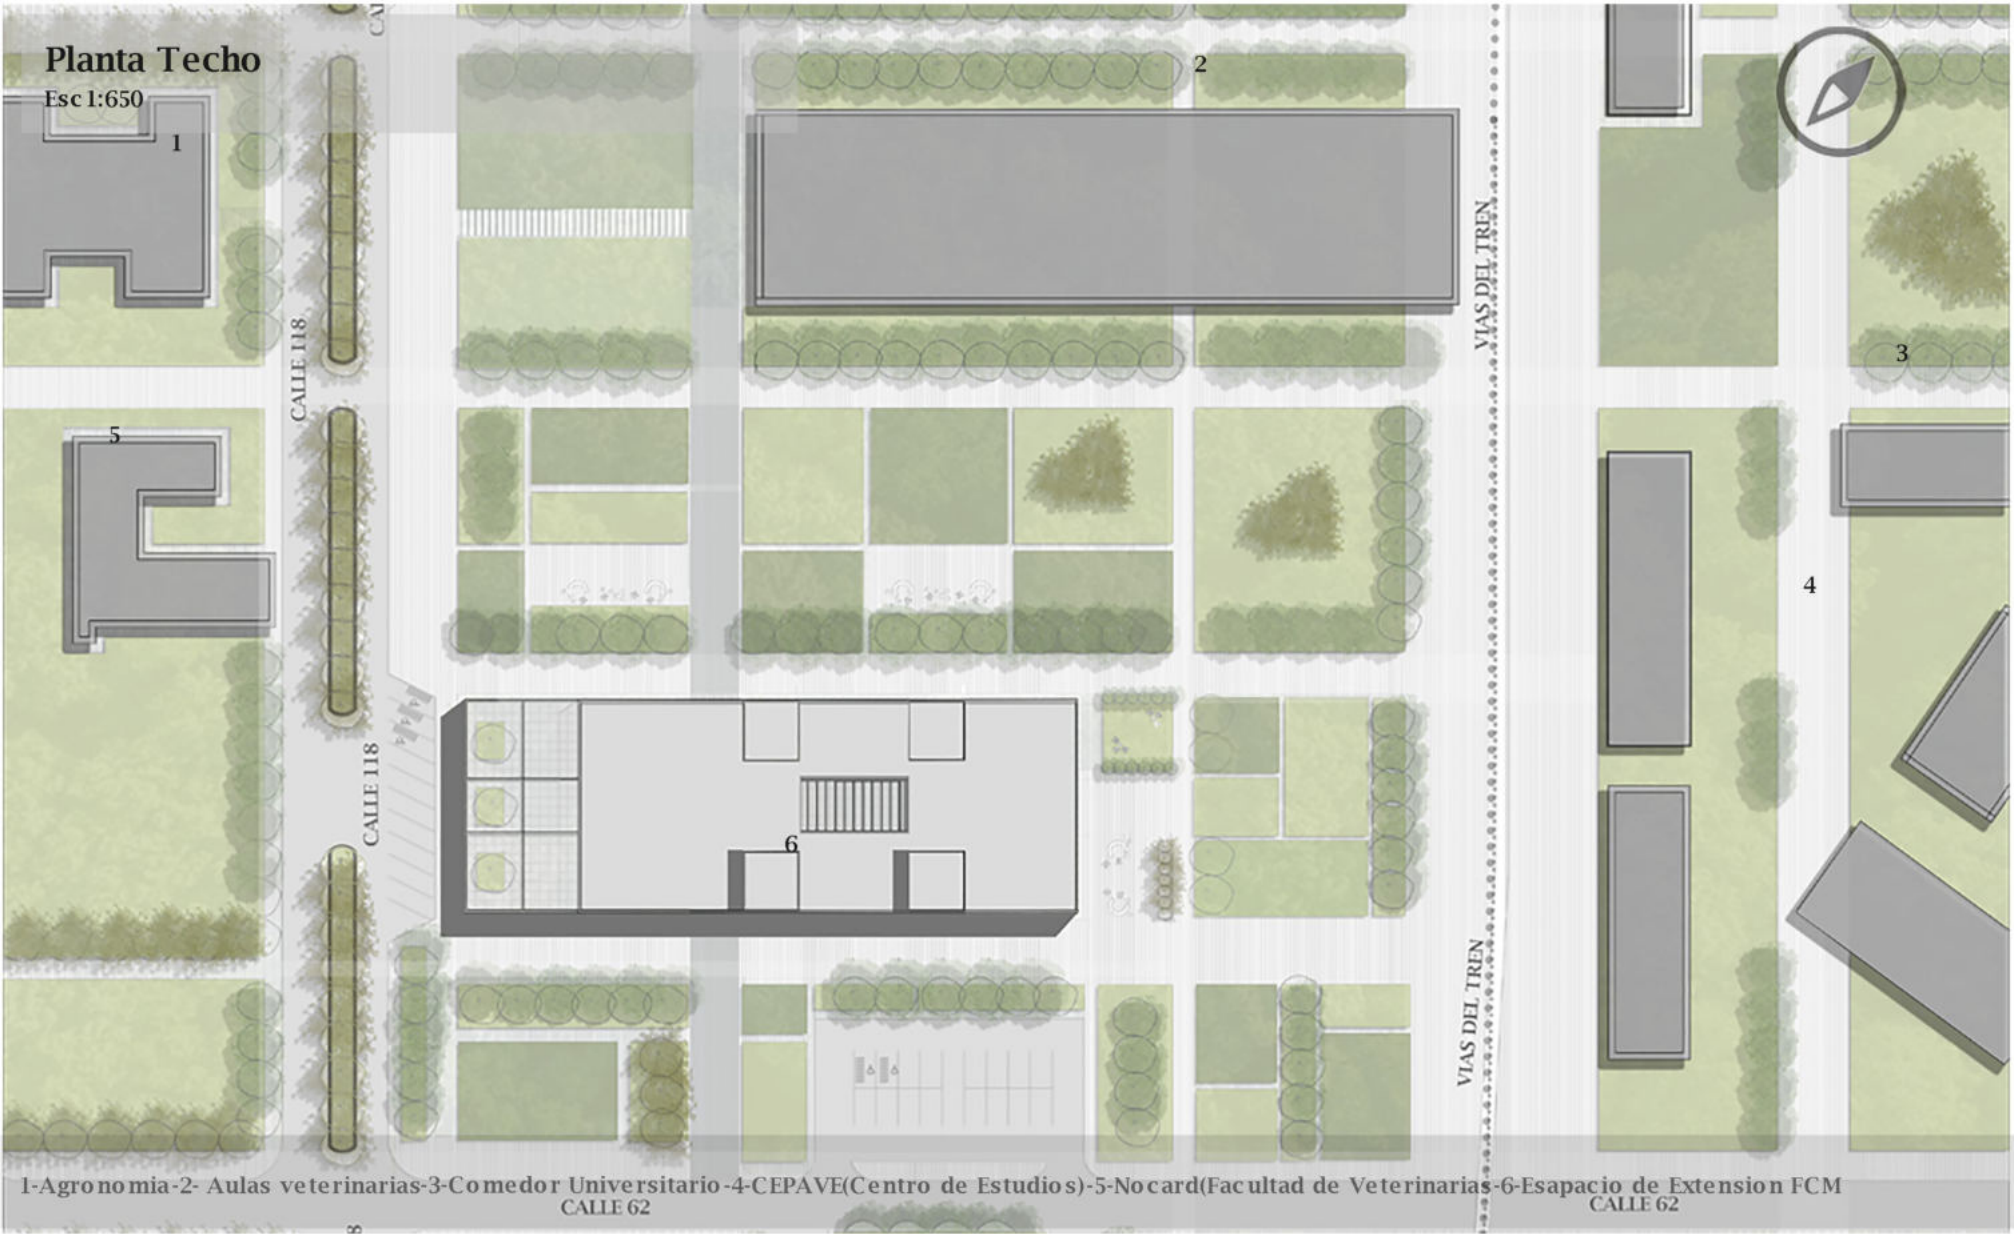 CAL
Planta Techo
Esc 1:650
1
2
VIAS DEL TREN
CALLE 118
3
5
4
CALLE 118
6
VIAS DEL TREN
1-Agronomia-2- Aulas veterinarias-3-Comedor Universitario-4-CEPAVE(Centro de Estudios)-5-Nocard(Facultad de Veterinarias-6-Esapacio de Extension FCM
CALLE 62
CALLE 62
8